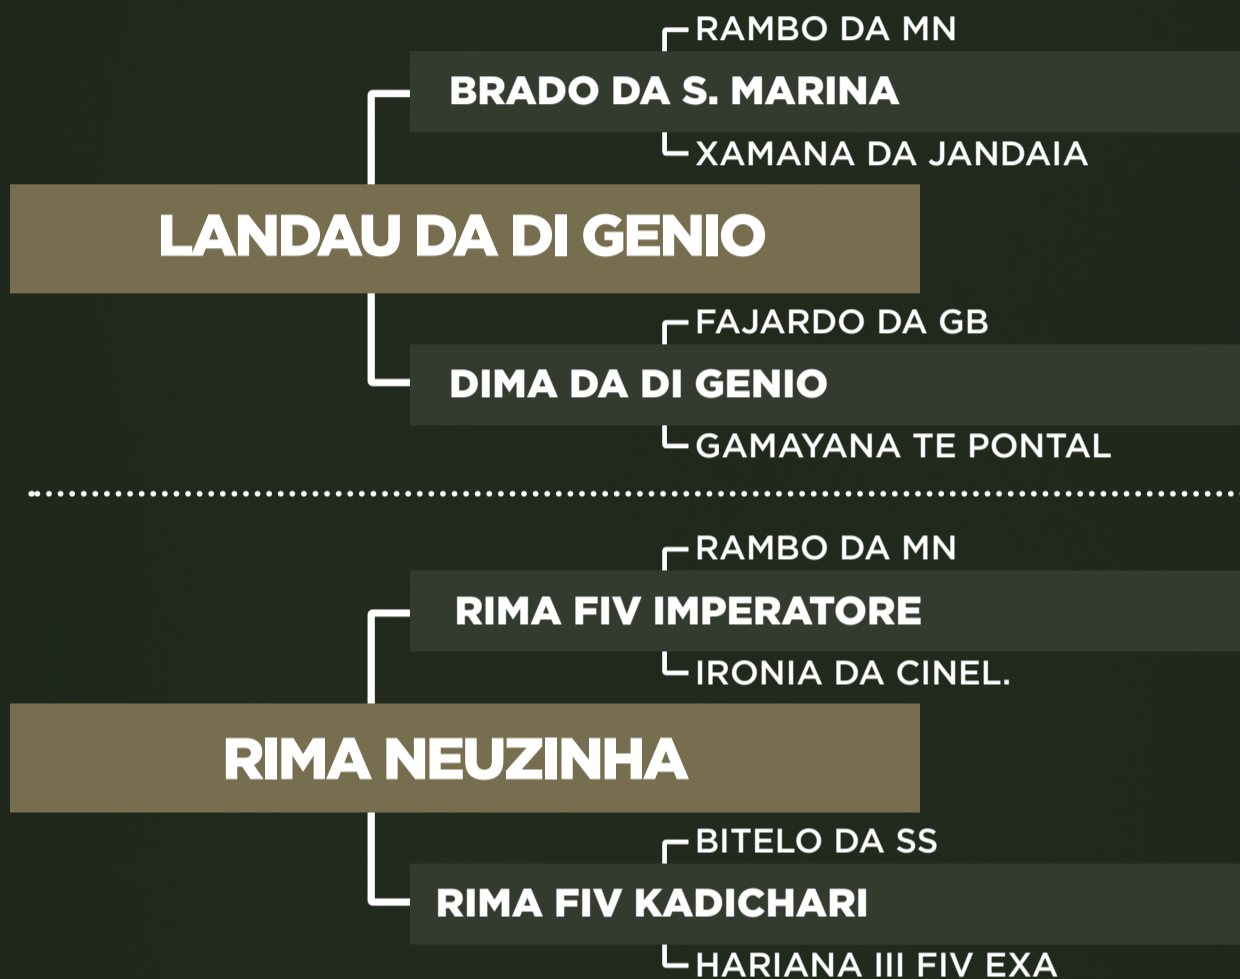 RAMBO DA MN
BRADO DA S. MARINA
XAMANA DA JANDAIA
LANDAU DA DI GENIO
FAJARDO DA GB
DIMA DA DI GENIO
GAMAYANA TE PONTAL
RAMBO DA MN
RIMA FIV IMPERATORE
IRONIA DA CINEL.
RIMA NEUZINHA
BITELO DA SS
RIMA FIV KADICHARI
HARIANA III FIV EXA